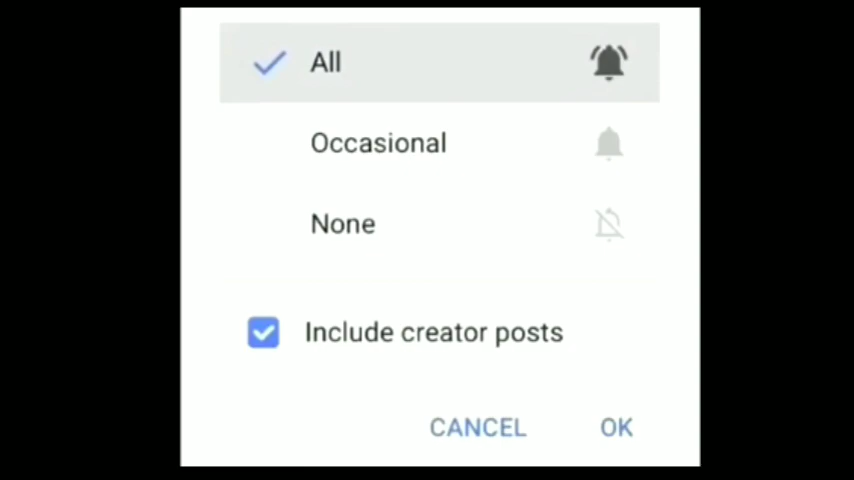 All
Occasional
None
Include creator posts
CANCEL OK